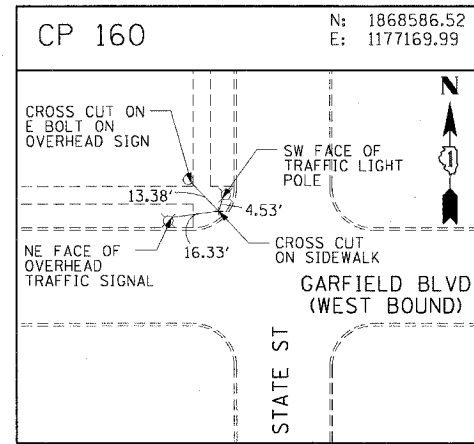 CP 160
N: 1868586.52
E: 1177169.99
N
CROSS CUT ON
E BOLT ON
OVERHEAD SIGN
SW FACE OF
TRAFFIC LIGHT
POLE
13.38'
4.53'
16.33'
NE FACE OF
OVERHEAD
TRAFFIC SIGNAL
CROSS CUT
ON SIDEWALK
GARFIELD BLVD
(WEST BOUND)
STATE ST